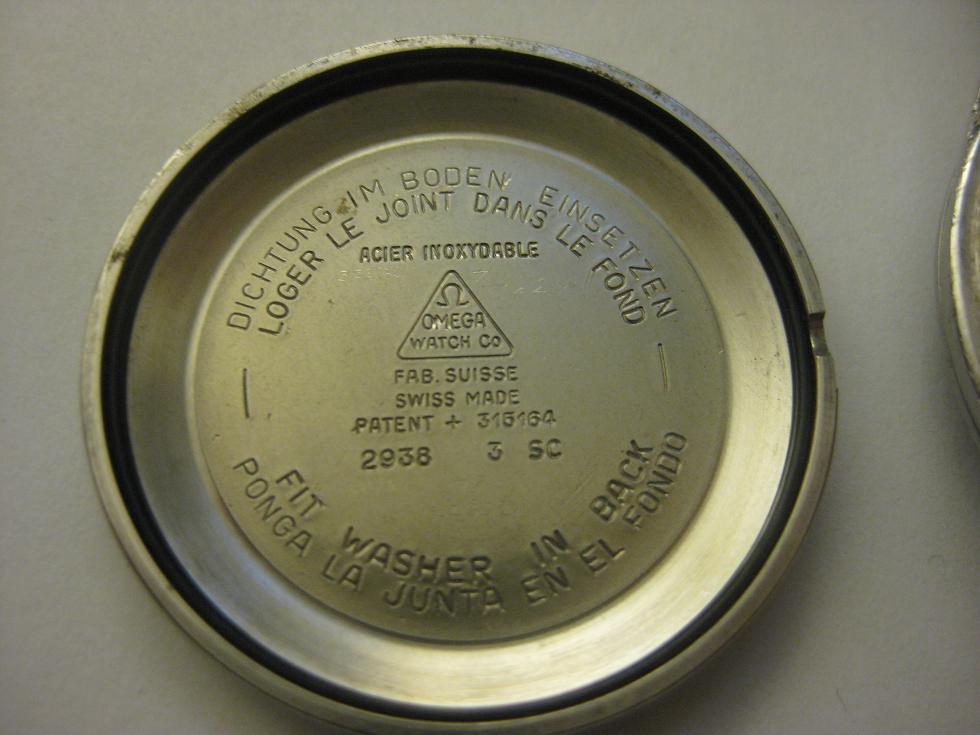 DICHTUNG IM BODEN EINSETZEN
LOGER LE JOINT DANS LE FOND
ACIER INOXYDABLE
Ω
OMEGA
WATCH Co
FAB. SUISSE
SWISS MADE
PATENT + 315164
2938 3 SC
FIT WASHER IN BACK
PONGA LA JUNTA EN EL FONDO